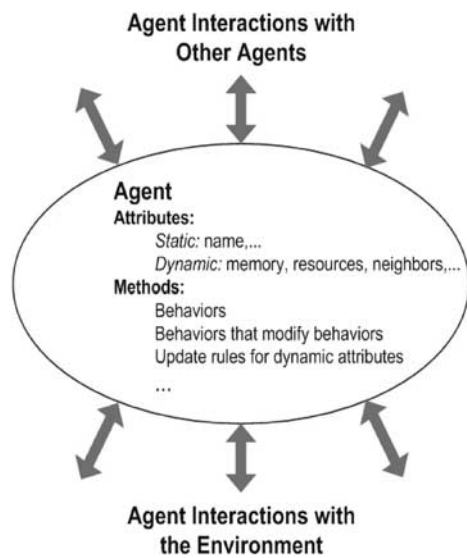 Agent Interactions with
Other Agents
Agent
Attributes:
Static: name,...
Dynamic: memory, resources, neighbors,...
Methods:
Behaviors
Behaviors that modify behaviors
Update rules for dynamic attributes
...
Agent Interactions with
the Environment